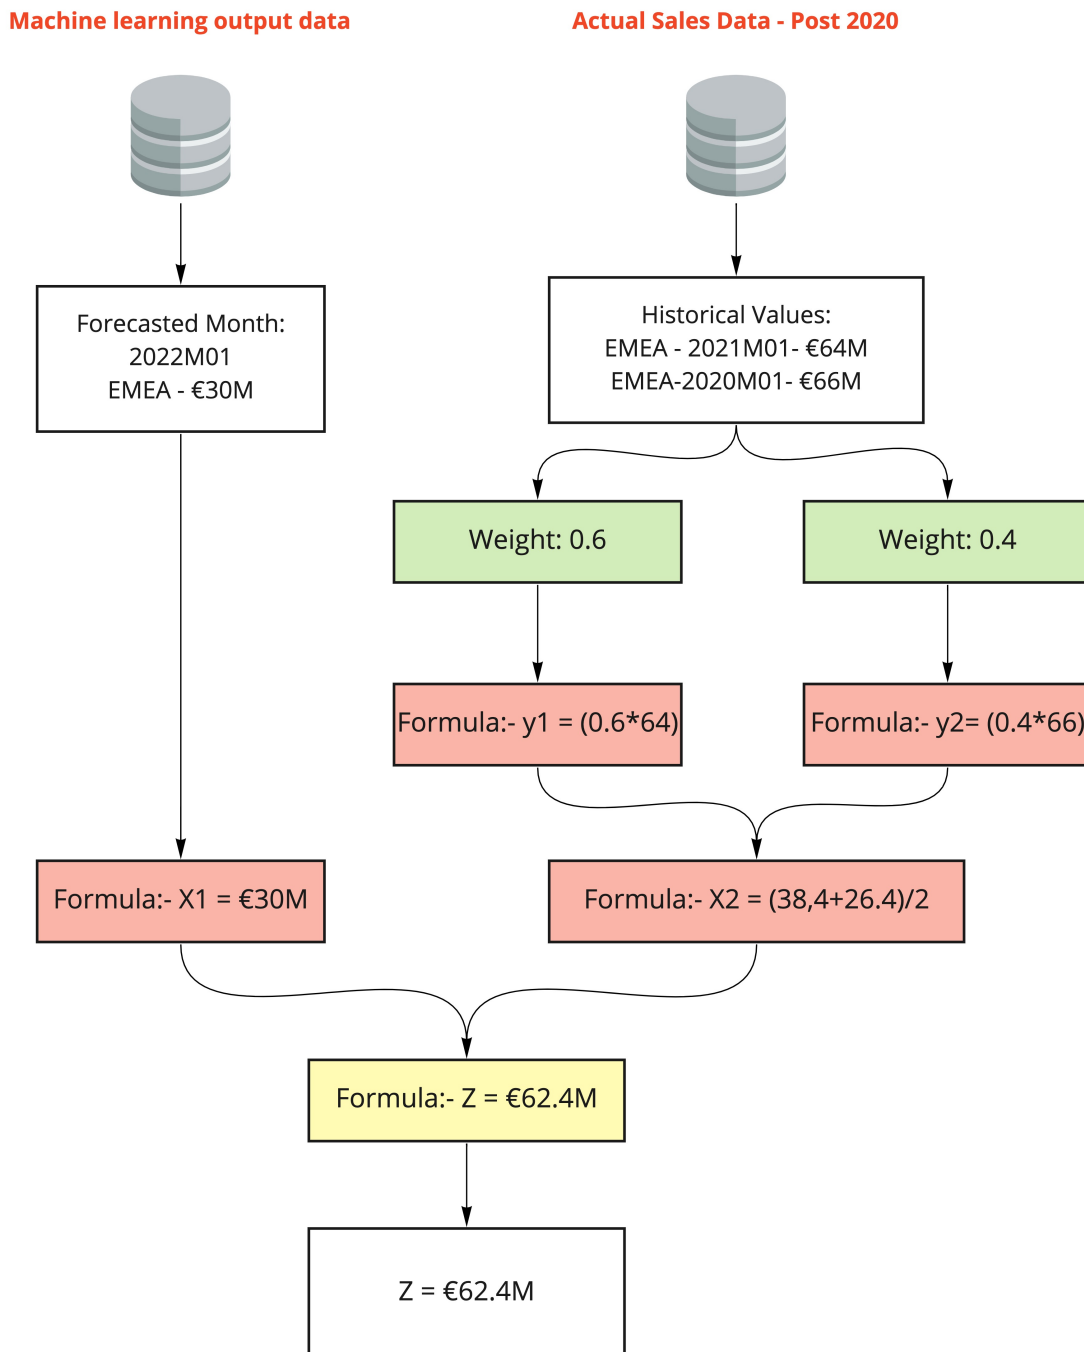 Machine learning output data
Actual Sales Data - Post 2020
Forecasted Month:
2022M01
EMEA - €30M
Historical Values:
EMEA - 2021M01- €64M
EMEA-2020M01- €66M
Weight: 0.6
Weight: 0.4
Formula:- y1 = (0.6*64)
Formula:- y2= (0.4*66)
Formula:- X1 = €30M
Formula:- X2 = (38,4+26.4)/2
Formula:- Z = €62.4M
Z = €62.4M